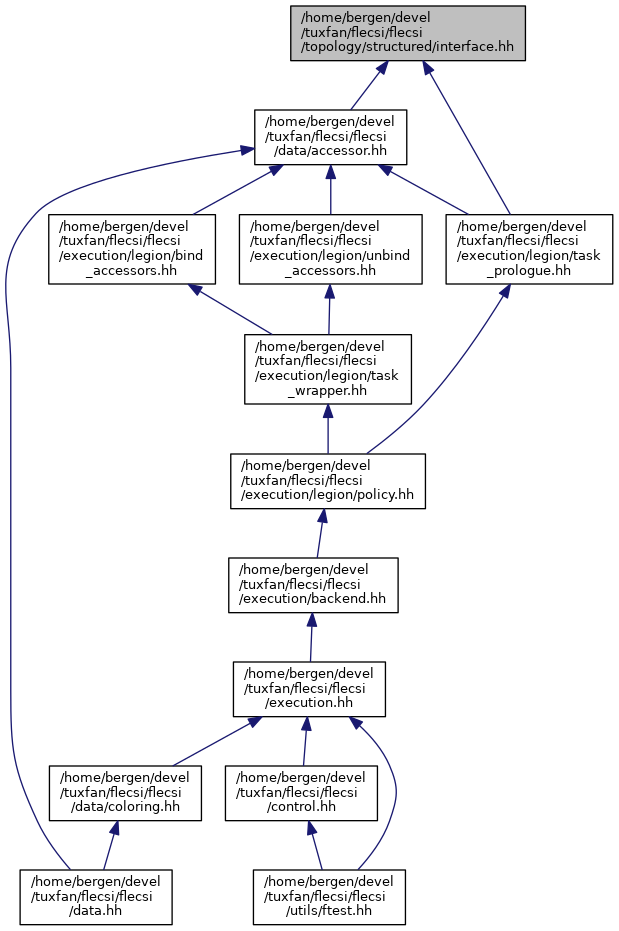 /home/bergen/devel
/tuxfan/flecsi/flecsi
/topology/structured/interface.hh
/home/bergen/devel
/tuxfan/flecsi/flecsi
/data/accessor.hh
/home/bergen/devel
/tuxfan/flecsi/flecsi
/execution/legion/bind
_accessors.hh
/home/bergen/devel
/tuxfan/flecsi/flecsi
/execution/legion/unbind
_accessors.hh
/home/bergen/devel
/tuxfan/flecsi/flecsi
/execution/legion/task
_prologue.hh
/home/bergen/devel
/tuxfan/flecsi/flecsi
/execution/legion/task
_wrapper.hh
/home/bergen/devel
/tuxfan/flecsi/flecsi
/execution/legion/policy.hh
/home/bergen/devel
/tuxfan/flecsi/flecsi
/execution/backend.hh
/home/bergen/devel
/tuxfan/flecsi/flecsi
/execution.hh
/home/bergen/devel
/tuxfan/flecsi/flecsi
/data/coloring.hh
/home/bergen/devel
/tuxfan/flecsi/flecsi
/control.hh
/home/bergen/devel
/tuxfan/flecsi/flecsi
/data.hh
/home/bergen/devel
/tuxfan/flecsi/flecsi
/utils/ftest.hh